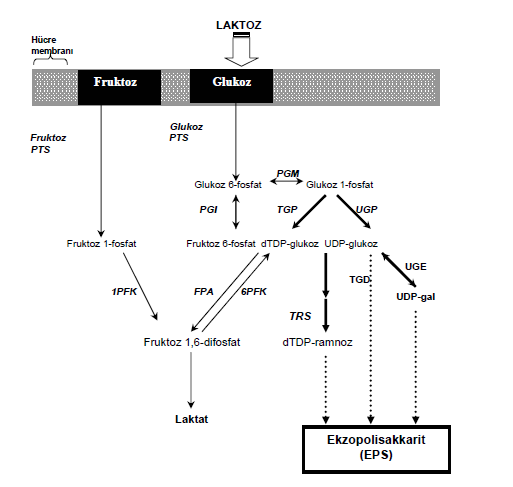 LAKTOZ
Hücre
membranı
Fruktoz
Glukoz
Fruktoz
PTS
Glukoz
PTS
Glukoz 6-fosfat
PGM
Glukoz 1-fosfat
PGI
TGP
UGP
Fruktoz 1-fosfat
Fruktoz 6-fosfat
dTDP-glukoz
UDP-glukoz
UGE
TGD
1PFK
FPA
6PFK
UDP-gal
TRS
Fruktoz 1,6-difosfat
dTDP-ramnoz
Laktat
Ekzopolisakkarit
(EPS)